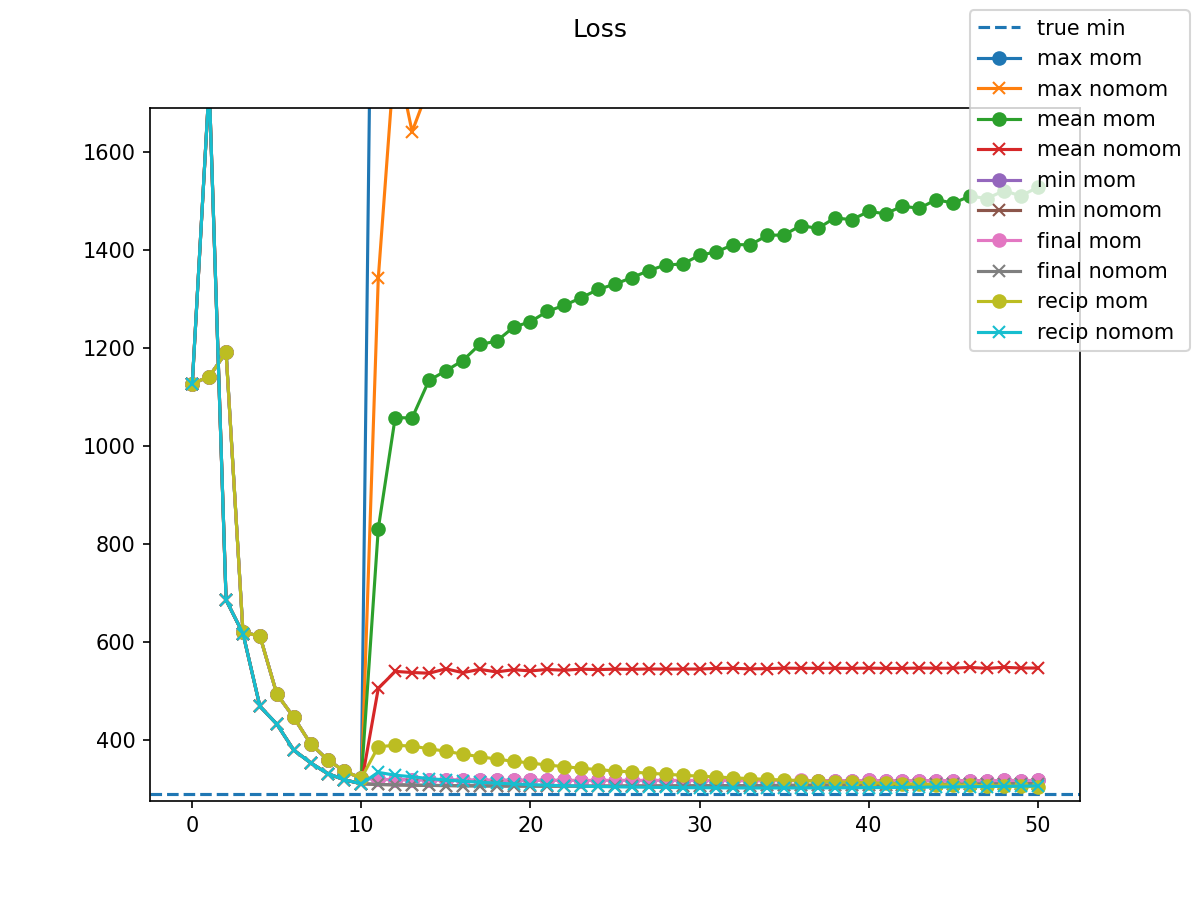 Loss
true min
max mom
max nomom
mean mom
mean nomom
min mom
min nomom
final mom
final nomom
recip mom
recip nomom
1600
1400
1200
1000
800
600
400
0 10 20 30 40 50